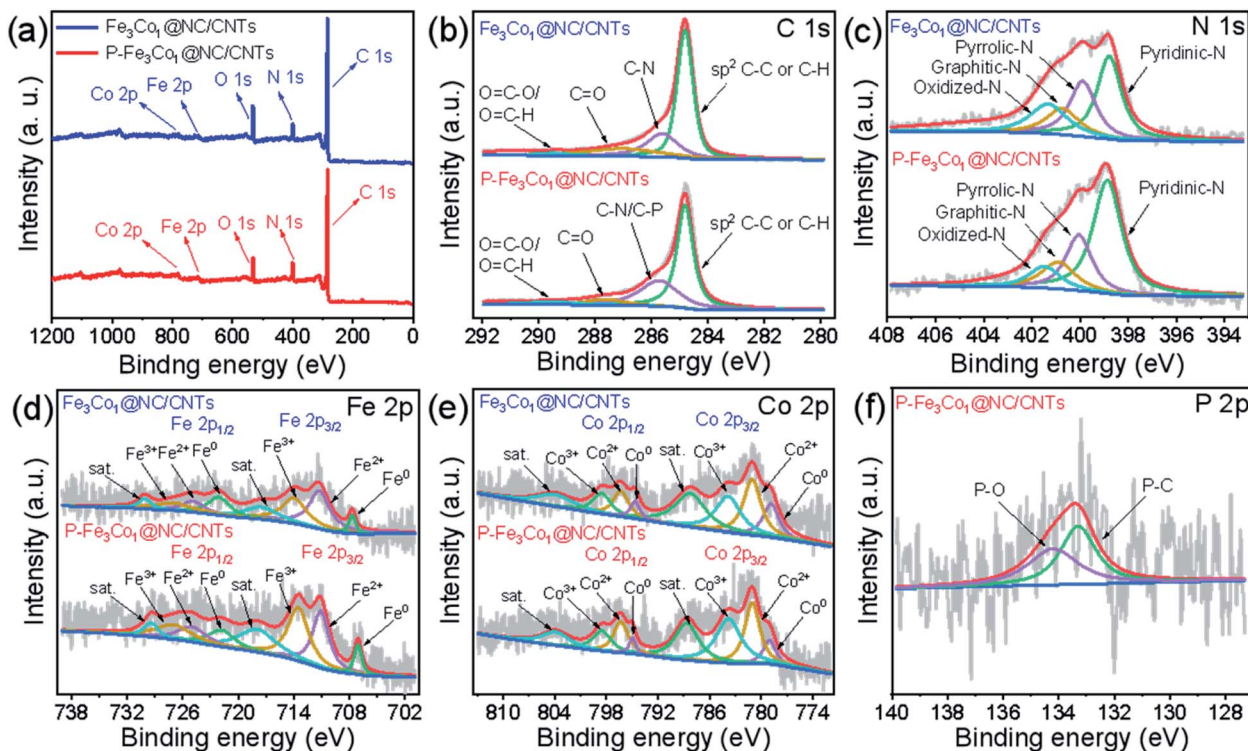 (a)
Fe₃Co₁@NC/CNTs
P-Fe₃Co₁@NC/CNTs
C 1s
O 1s
N 1s
Fe 2p
Co 2p
C 1s
O 1s
N 1s
Fe 2p
Co 2p
Intensity (a. u.)
1200 1000 800 600 400 200 0
Bindng energy (eV)
(b)
C 1s
Fe₃Co₁@NC/CNTs
C-N
sp² C-C or C-H
O=C-O/
O=C-H
C=O
P-Fe₃Co₁@NC/CNTs
C-N/C-P
sp² C-C or C-H
O=C-O/
O=C-H
C=O
Intensity (a.u.)
292 290 288 286 284 282 280
Binding energy (eV)
(c)
N 1s
Fe₃Co₁@NC/CNTs
Pyrrolic-N
Graphitic-N
Oxidized-N
Pyridinic-N
P-Fe₃Co₁@NC/CNTs
Pyrrolic-N
Graphitic-N
Oxidized-N
Pyridinic-N
Intensity (a.u.)
408 406 404 402 400 398 396 394
Binding energy (eV)
(d)
Fe 2p
Fe₃Co₁@NC/CNTs
Fe 2p₁/₂
Fe 2p₃/₂
sat. Fe³⁺ Fe²⁺ Fe⁰ sat. Fe³⁺ Fe²⁺ Fe⁰
P-Fe₃Co₁@NC/CNTs
Fe 2p₁/₂
Fe 2p₃/₂
sat. Fe³⁺ Fe²⁺ Fe⁰ sat. Fe³⁺ Fe²⁺ Fe⁰
Intensity (a.u.)
738 732 726 720 714 708 702
Binding energy (eV)
(e)
Co 2p
Fe₃Co₁@NC/CNTs
Co 2p₁/₂
Co 2p₃/₂
sat. Co³⁺ Co²⁺ Co⁰ sat. Co³⁺ Co²⁺ Co⁰
P-Fe₃Co₁@NC/CNTs
Co 2p₁/₂
Co 2p₃/₂
sat. Co³⁺ Co²⁺ Co⁰ sat. Co³⁺ Co²⁺ Co⁰
Intensity (a.u.)
810 804 798 792 786 780 774
Binding energy (eV)
(f)
P 2p
P-Fe₃Co₁@NC/CNTs
P-O
P-C
Intensity (a.u.)
140 138 136 134 132 130 128
Binding energy (eV)